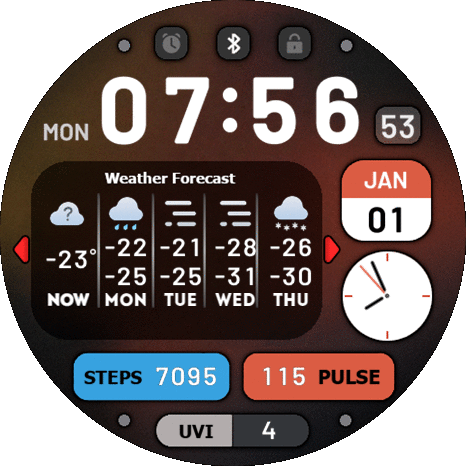 MON 07:56 53
Weather Forecast
JAN
01
?
-23° -22 -21 -28 -26
-25 -25 -31 -30
NOW MON TUE WED THU
STEPS 7095 115 PULSE
UVI 4